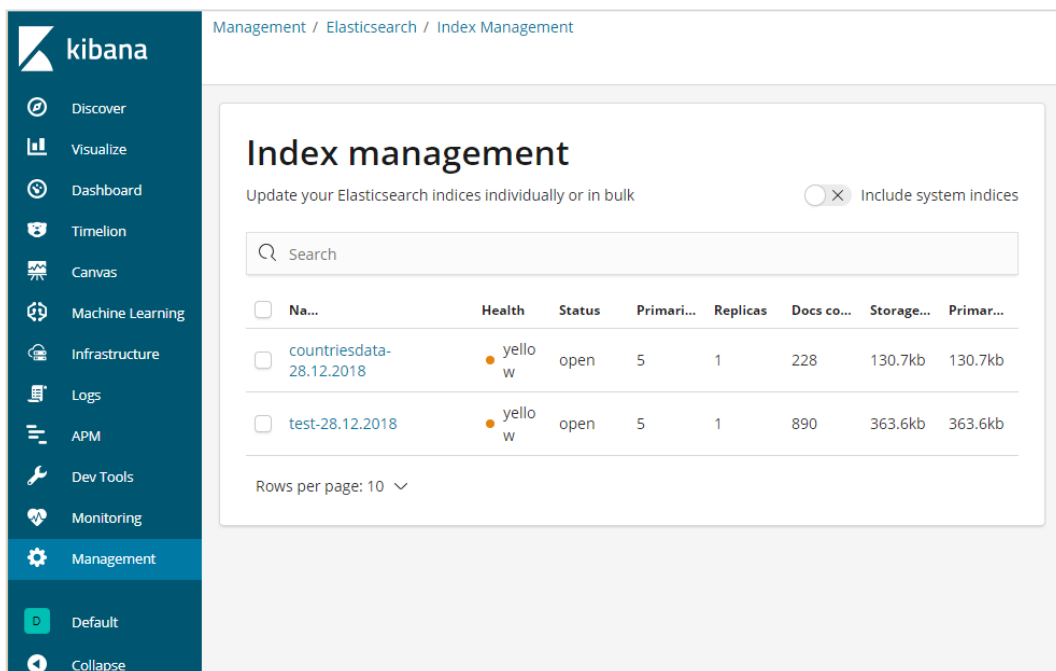 kibana
Discover
Visualize
Dashboard
Timelion
Canvas
Machine Learning
Infrastructure
Logs
APM
Dev Tools
Monitoring
Management
D
Default
Collapse
Management / Elasticsearch / Index Management
Index management
Update your Elasticsearch indices individually or in bulk
Include system indices
Search
Na... Health Status Primari... Replicas Docs co... Storage... Primar...
countriesdata-
28.12.2018
yello
w
open 5 1 228 130.7kb 130.7kb
test-28.12.2018
yello
w
open 5 1 890 363.6kb 363.6kb
Rows per page: 10